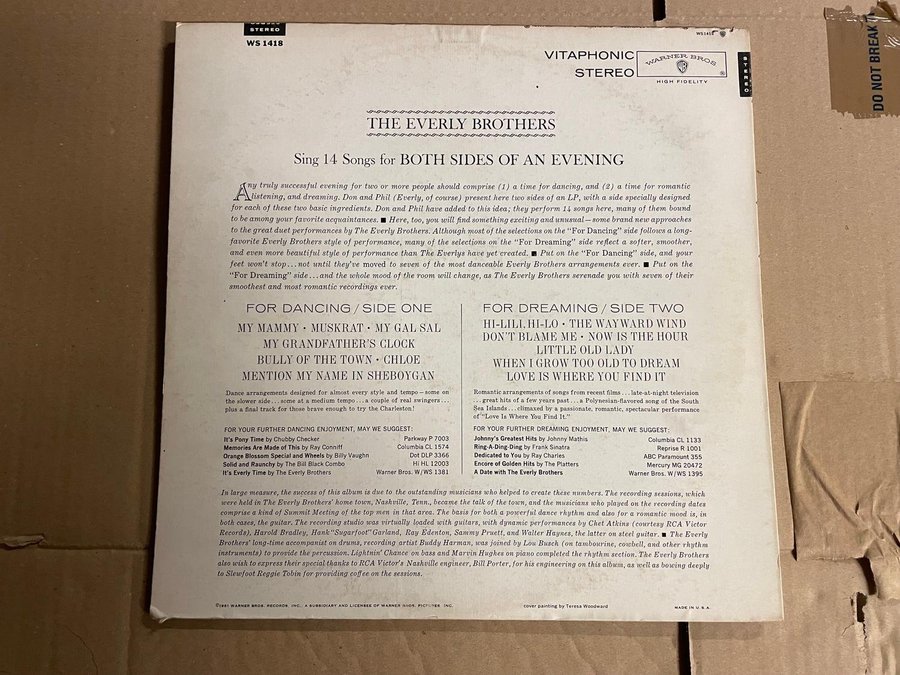 STEREO
WS 1418
WS1418
VITAPHONIC
STEREO
WARNER BROS
HIGH FIDELITY
STEREO
DO NOT BREAK
THE EVERLY BROTHERS
Sing 14 Songs for BOTH SIDES OF AN EVENING
Any truly successful evening for two or more people should comprise (1) a time for dancing, and (2) a time for romantic
listening, and dreaming. Don and Phil (Everly, of course) present here two sides of an LP, with a side specially designed
for each of these two basic ingredients. Don and Phil have added to this idea; they perform 14 songs here, many of them bound
to be among your favorite acquaintances. ■ Here, too, you will find something exciting and unusual—some brand new approaches
to the great duet performances by The Everly Brothers. Although most of the selections on the "For Dancing" side follows a long-
favorite Everly Brothers style of performance, many of the selections on the "For Dreaming" side reflect a softer, smoother,
and even more beautiful style of performance than The Everlys have yet created. ■ Put on the "For Dancing" side, and your
feet won't stop...not until they've moved to seven of the most danceable Everly Brothers arrangements ever. ■ Put on the
"For Dreaming" side...and the whole mood of the room will change, as The Everly Brothers serenade you with seven of their
smoothest and most romantic recordings ever.
FOR DANCING / SIDE ONE
MY MAMMY • MUSKRAT • MY GAL SAL
MY GRANDFATHER'S CLOCK
BULLY OF THE TOWN • CHLOE
MENTION MY NAME IN SHEBOYGAN
Dance arrangements designed for almost every style and tempo—some on
the slower side...some at a medium tempo...a couple of real swingers...
plus a final track for those brave enough to try the Charleston!
FOR YOUR FURTHER DANCING ENJOYMENT, MAY WE SUGGEST:
It's Pony Time by Chubby Checker Parkway P 7003
Memories Are Made of This by Ray Conniff Columbia CL 1574
Orange Blossom Special and Wheels by Billy Vaughn Dot DLP 3366
Solid and Raunchy by The Bill Black Combo Hi HL 12003
It's Every Time by The Everly Brothers Warner Bros. W/WS 1381
FOR DREAMING / SIDE TWO
HI-LILI, HI-LO • THE WAYWARD WIND
DON'T BLAME ME • NOW IS THE HOUR
LITTLE OLD LADY
WHEN I GROW TOO OLD TO DREAM
LOVE IS WHERE YOU FIND IT
Romantic arrangements of songs from recent films...late-at-night television
...great hits of a few years past...a Polynesian-flavored song of the South
Sea Islands...climaxed by a passionate, romantic, spectacular performance
of "Love Is Where You Find It."
FOR YOUR FURTHER DREAMING ENJOYMENT, MAY WE SUGGEST:
Johnny's Greatest Hits by Johnny Mathis Columbia CL 1133
Ring-A-Ding-Ding by Frank Sinatra Reprise R 1001
Dedicated to You by Ray Charles ABC Paramount 355
Encore of Golden Hits by The Platters Mercury MG 20472
A Date with The Everly Brothers Warner Bros. W/WS 1395
In large measure, the success of this album is due to the outstanding musicians who helped to create these numbers. The recording sessions, which
were held in The Everly Brothers' home town, Nashville, Tenn., became the talk of the town, and the musicians who played on the recording dates
comprise a kind of Summit Meeting of the top men in that area. The basis for both a powerful dance rhythm and also for a romantic mood is, in
both cases, the guitar. The recording studio was virtually loaded with guitars, with dynamic performances by Chet Atkins (courtesy RCA Victor
Records), Harold Bradley, Hank "Sugarfoot" Garland, Ray Edenton, Sammy Pruett, and Walter Haynes, the latter on steel guitar. ■ The Everly
Brothers' long-time accompanist on drums, recording artist Buddy Harman, was joined by Lou Busch (on tambourine, cowbell, and other rhythm
instruments) to provide the percussion. Lightnin' Chance on bass and Marvin Hughes on piano completed the rhythm section. The Everly Brothers
also wish to express their special thanks to RCA Victor's Nashville engineer, Bill Porter, for his engineering on this album, as well as bowing deeply
to Slewfoot Reggie Tobin for providing coffee on the sessions.
©1961 WARNER BROS. RECORDS, INC., A SUBSIDIARY AND LICENSEE OF WARNER BROS. PICTURES, INC.
cover painting by Teresa Woodward
MADE IN U.S.A.